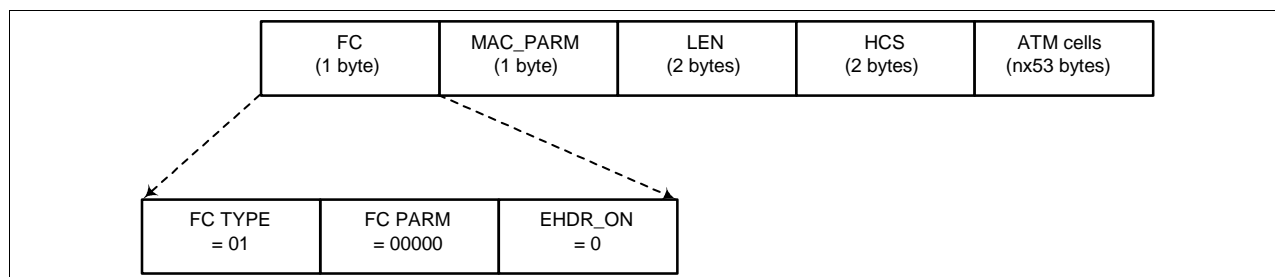 FC
(1 byte)
MAC_PARM
(1 byte)
LEN
(2 bytes)
HCS
(2 bytes)
ATM cells
(nx53 bytes)
FC TYPE
= 01
FC PARM
= 00000
EHDR_ON
= 0